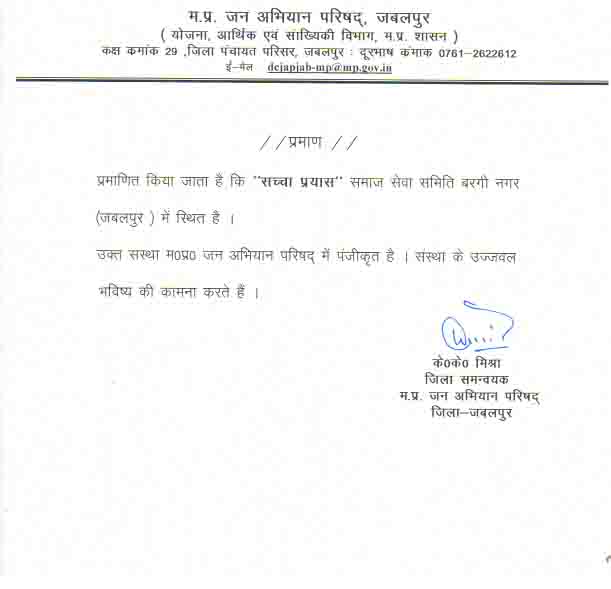 म.प्र. जन अभियान परिषद्, जबलपुर
( योजना, आर्थिक एवं सांख्यिकी विभाग, म.प्र. शासन )
कक्ष कमांक 29 ,जिला पंचायत परिसर, जबलपुर : दूरभाष कंमाक 0761–2622612
ई–मेल dcjapjab-mp@mp.gov.in
//प्रमाण //
प्रमाणित किया जाता है कि "सच्चा प्रयास" समाज सेवा समिति बरगी नगर
(जबलपुर ) में स्थित है ।
उक्त सस्था म0प्र0 जन अभियान परिषद् में पंजीकृत है । संस्था के उज्जवल
भविष्य की कामना करते हैं ।
के0के0 मिश्रा
जिला समन्वयक
म.प्र. जन अभियान परिषद्
जिला–जबलपुर